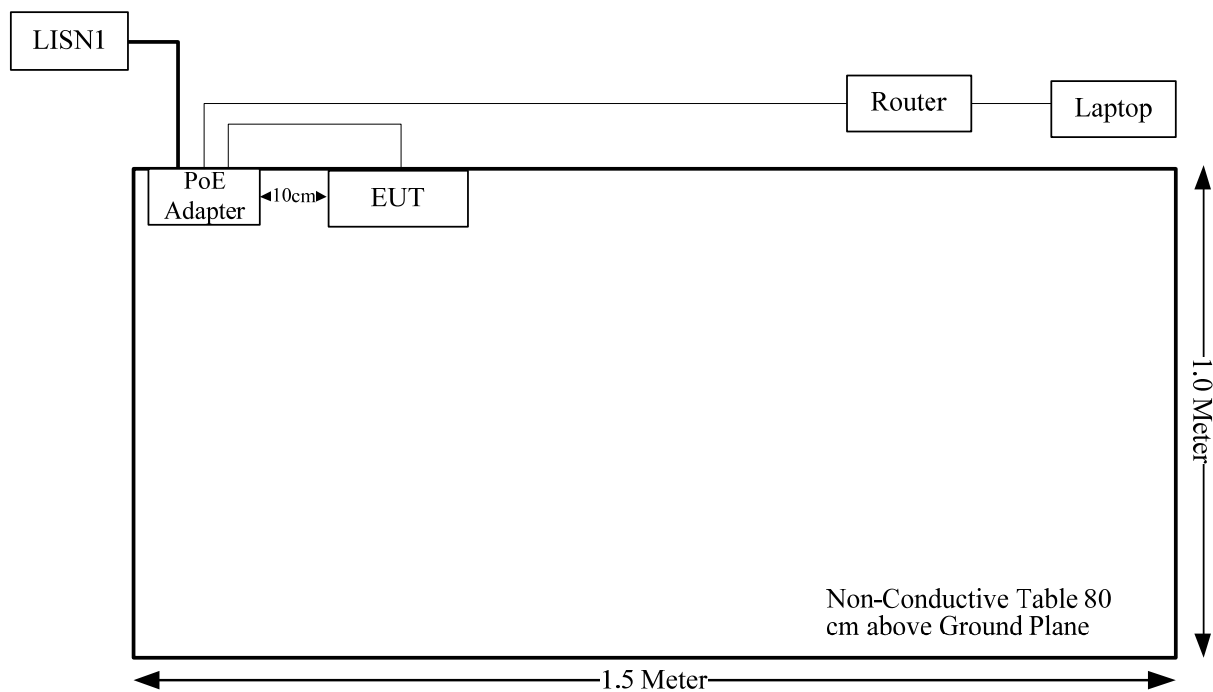 LISN1
Router
Laptop
PoE
Adapter
10cm
EUT
1.0 Meter
Non-Conductive Table 80
cm above Ground Plane
1.5 Meter